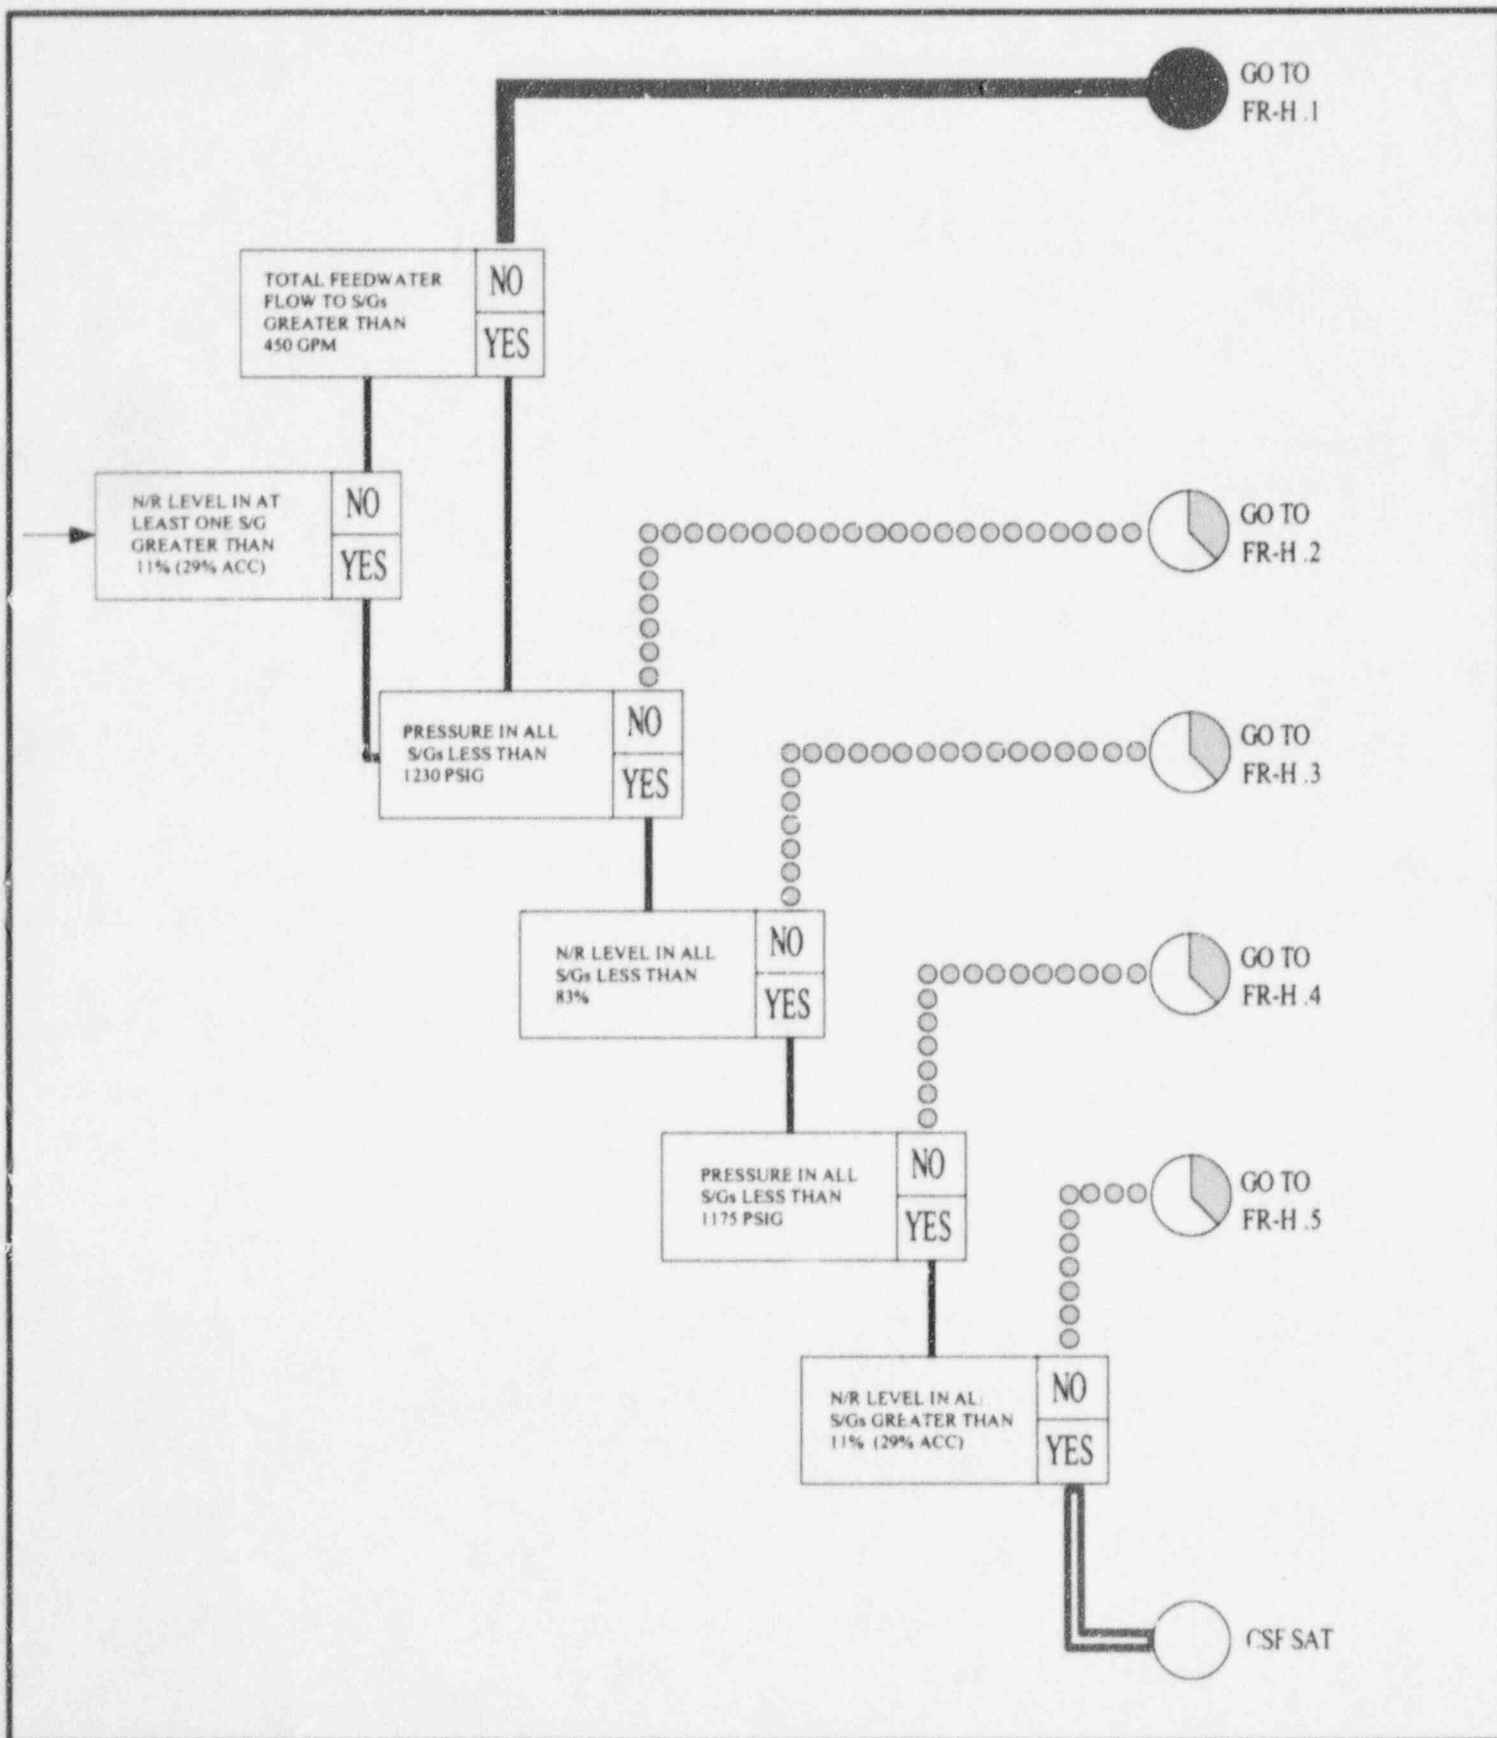 GO TO
FR-H .1
TOTAL FEEDWATER
FLOW TO S/Gs
GREATER THAN
450 GPM
NO
YES
N/R LEVEL IN AT
LEAST ONE S/G
GREATER THAN
11% (29% ACC)
NO
YES
GO TO
FR-H .2
PRESSURE IN ALL
S/Gs LESS THAN
1230 PSIG
NO
YES
GO TO
FR-H .3
N/R LEVEL IN ALL
S/Gs LESS THAN
83%
NO
YES
GO TO
FR-H .4
PRESSURE IN ALL
S/Gs LESS THAN
1175 PSIG
NO
YES
GO TO
FR-H .5
N/R LEVEL IN AL
S/Gs GREATER THAN
11% (29% ACC)
NO
YES
CSF SAT